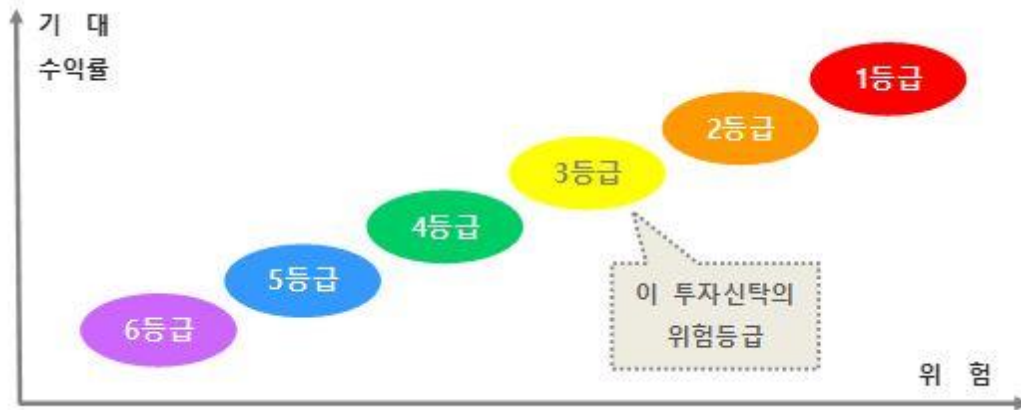 기 대
수익률
1등급
2등급
3등급
4등급
5등급
6등급
이 투자신탁의
위험등급
위 험